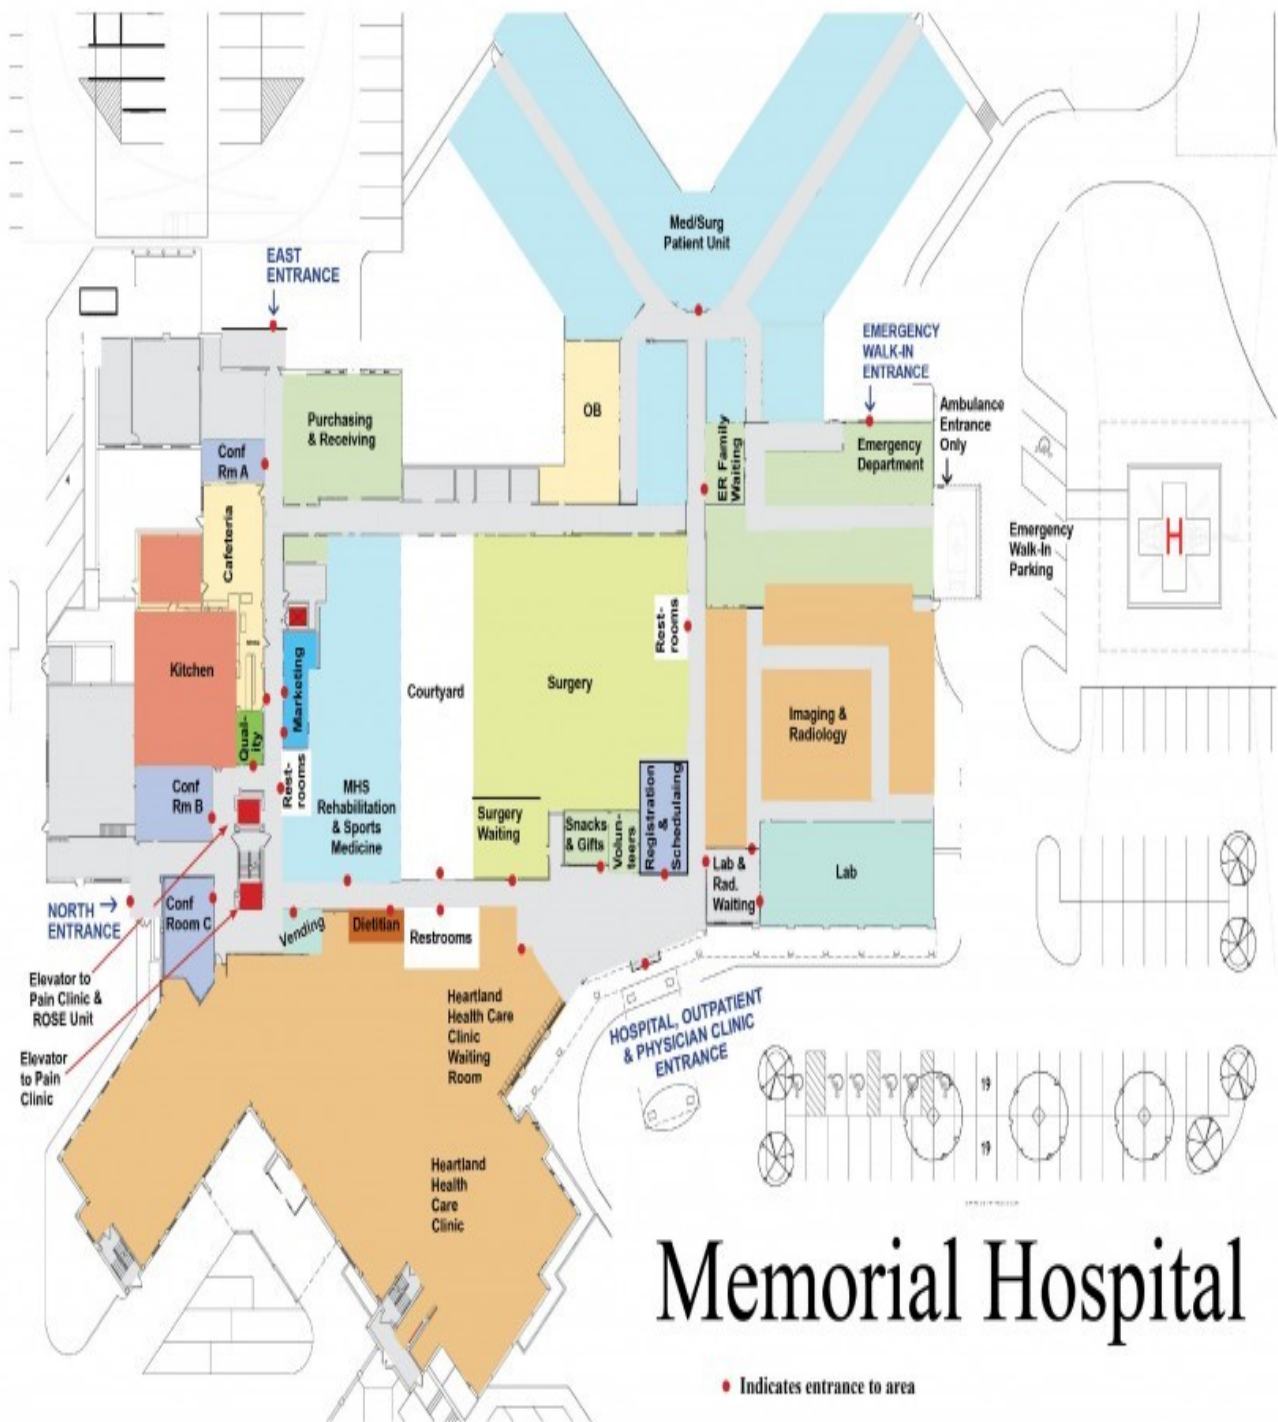 Med/Surg
Patient Unit
EAST
ENTRANCE
EMERGENCY
WALK-IN
ENTRANCE
Ambulance
Entrance
Only
Purchasing
& Receiving
OB
ER Family
Waiting
Emergency
Department
Conf
Rm A
Cafeteria
Emergency
Walk-In
Parking
H
Rest-
rooms
Kitchen
Marketing
Courtyard
Surgery
Imaging &
Radiology
Qual-
ity
Rest-
rooms
Conf
Rm B
MHS
Rehabilitation
& Sports
Medicine
Surgery
Waiting
Snacks
& Gifts
Volun-
teers
Registration
&
Schedulaing
Lab &
Rad.
Waiting
Lab
NORTH
ENTRANCE
Conf
Room C
Vending
Dietitian
Restrooms
Elevator to
Pain Clinic &
ROSE Unit
Elevator
to Pain
Clinic
Heartland
Health Care
Clinic
Waiting
Room
HOSPITAL, OUTPATIENT
& PHYSICIAN CLINIC
ENTRANCE
19
19
Heartland
Health
Care
Clinic
Memorial Hospital
Indicates entrance to area